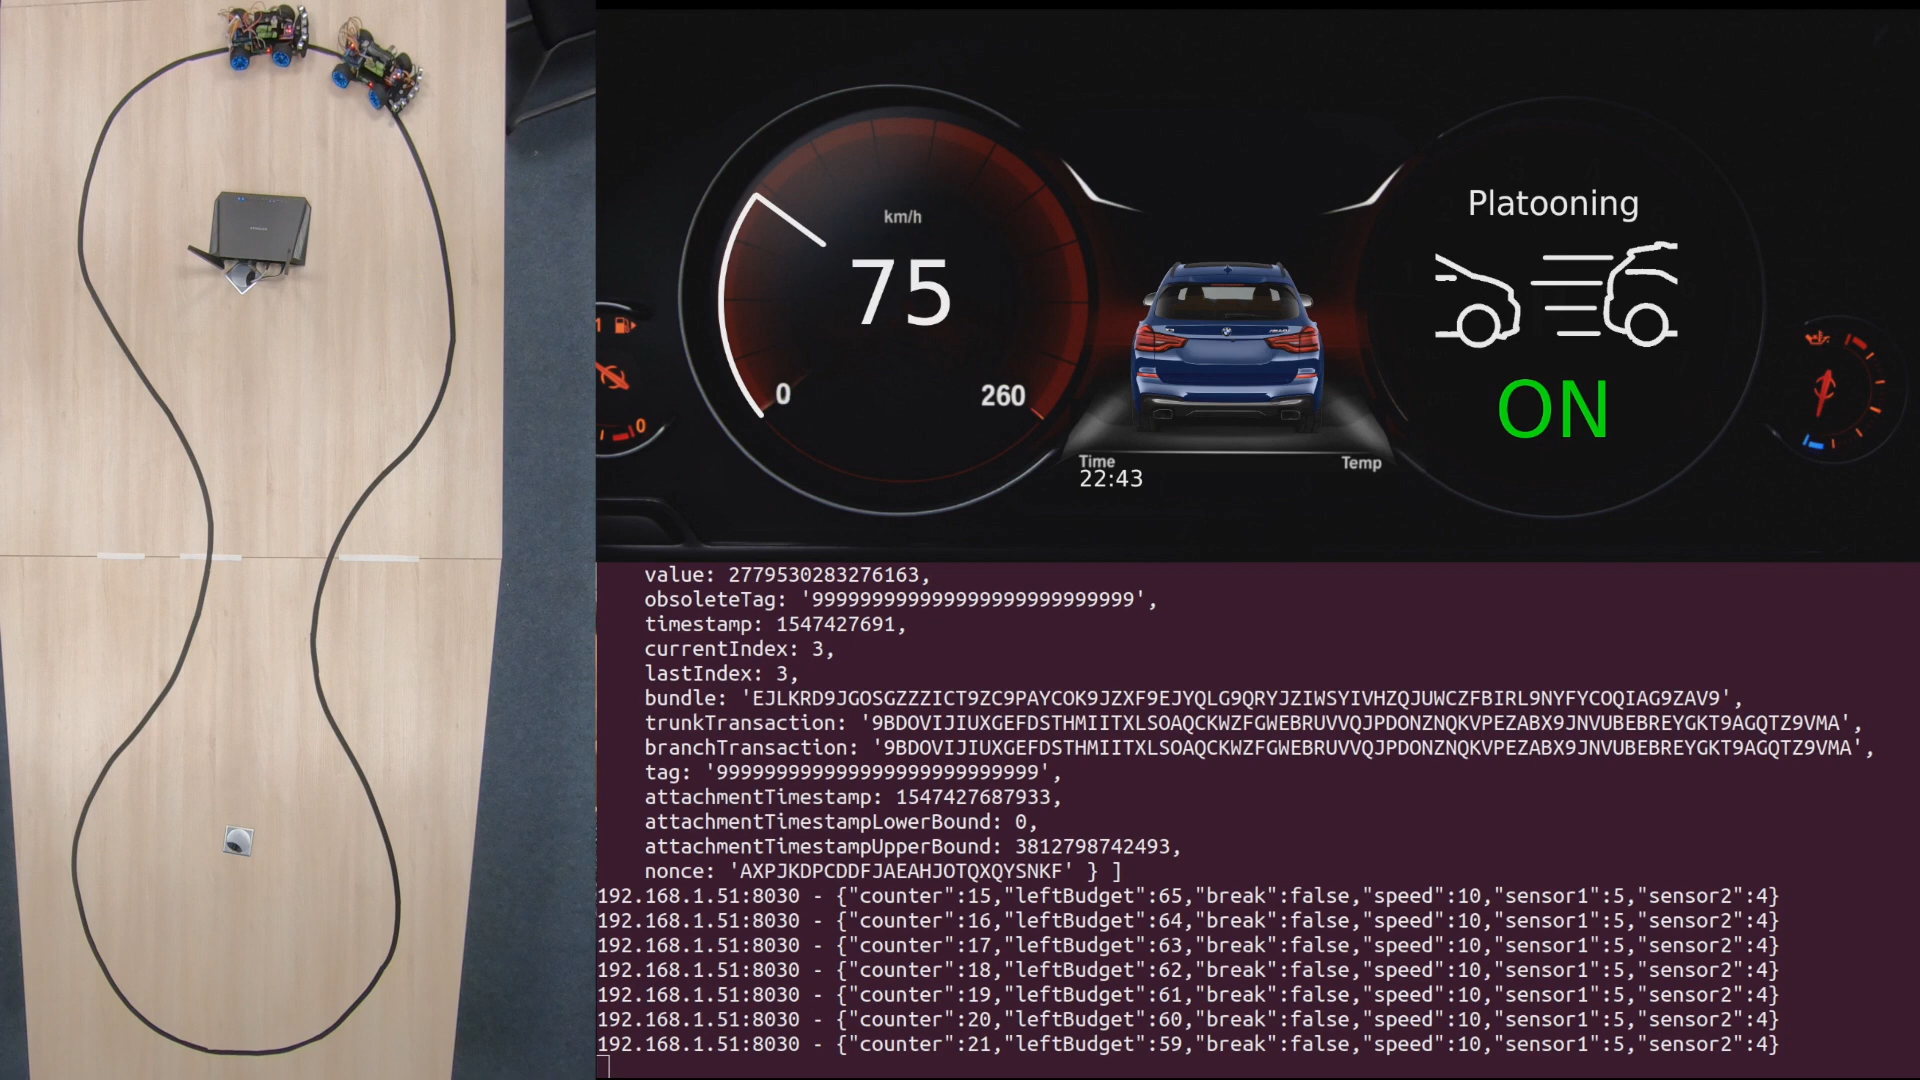 km/h
75
0
260
Platooning
ON
Time
22:43
Temp
1
0
value: 2779530283276163,
obsoleteTag: '999999999999999999999999999',
timestamp: 1547427691,
currentIndex: 3,
lastIndex: 3,
bundle: 'EJLKRD9JGOSGZZZICT9ZC9PAYCOK9JZXF9EJYQLG9QRYJZIWSYIVHZQJUWCZFBIRL9NYFYCOQIAG9ZAV9',
trunkTransaction: '9BDOVIJIUXGEFDSTHMIITXLSOAQCKWZFGWEBRUVVQJPDONZNQKVPEZABX9JNVUBEBREYGKT9AGQTZ9VMA',
branchTransaction: '9BDOVIJIUXGEFDSTHMIITXLSOAQCKWZFGWEBRUVVQJPDONZNQKVPEZABX9JNVUBEBREYGKT9AGQTZ9VMA',
tag: '999999999999999999999999999',
attachmentTimestamp: 1547427687933,
attachmentTimestampLowerBound: 0,
attachmentTimestampUpperBound: 3812798742493,
nonce: 'AXPJKDPCDDFJAEAHJOTQXQYSNKF' } ]
192.168.1.51:8030 - {"counter":15,"leftBudget":65,"break":false,"speed":10,"sensor1":5,"sensor2":4}
192.168.1.51:8030 - {"counter":16,"leftBudget":64,"break":false,"speed":10,"sensor1":5,"sensor2":4}
192.168.1.51:8030 - {"counter":17,"leftBudget":63,"break":false,"speed":10,"sensor1":5,"sensor2":4}
192.168.1.51:8030 - {"counter":18,"leftBudget":62,"break":false,"speed":10,"sensor1":5,"sensor2":4}
192.168.1.51:8030 - {"counter":19,"leftBudget":61,"break":false,"speed":10,"sensor1":5,"sensor2":4}
192.168.1.51:8030 - {"counter":20,"leftBudget":60,"break":false,"speed":10,"sensor1":5,"sensor2":4}
192.168.1.51:8030 - {"counter":21,"leftBudget":59,"break":false,"speed":10,"sensor1":5,"sensor2":4}